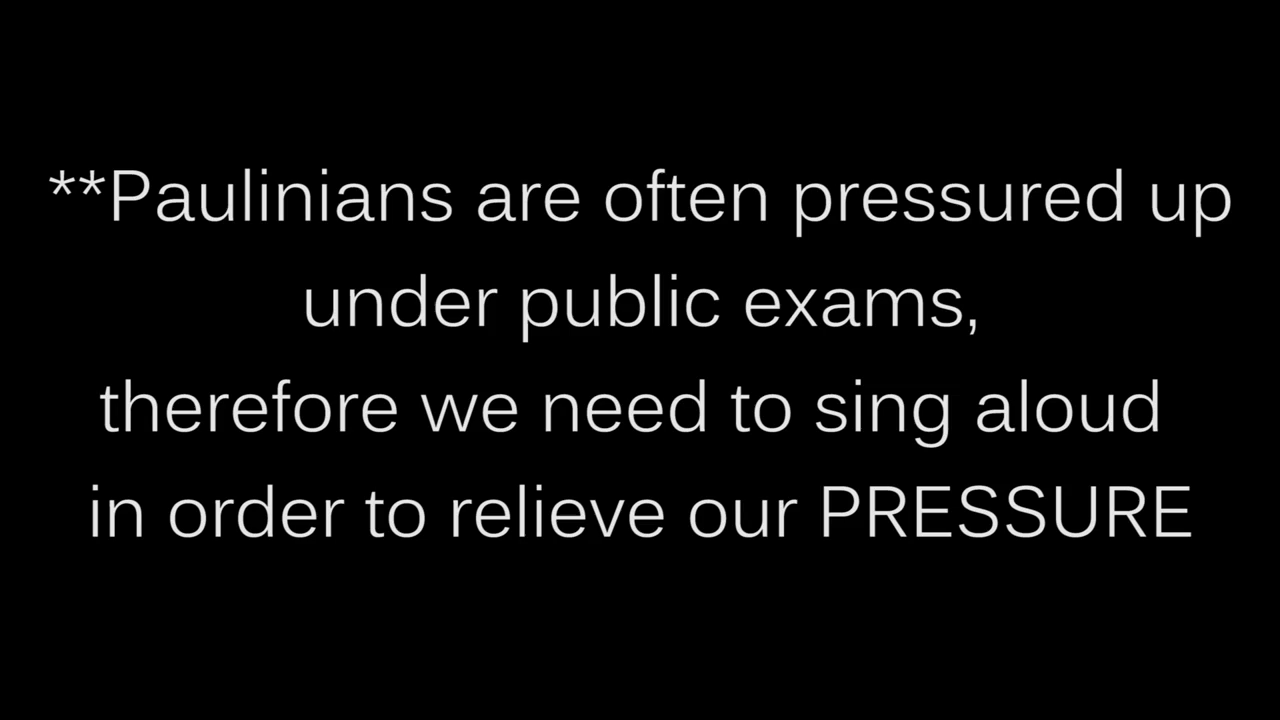 **Paulinians are often pressured up
under public exams,
therefore we need to sing aloud
in order to relieve our PRESSURE